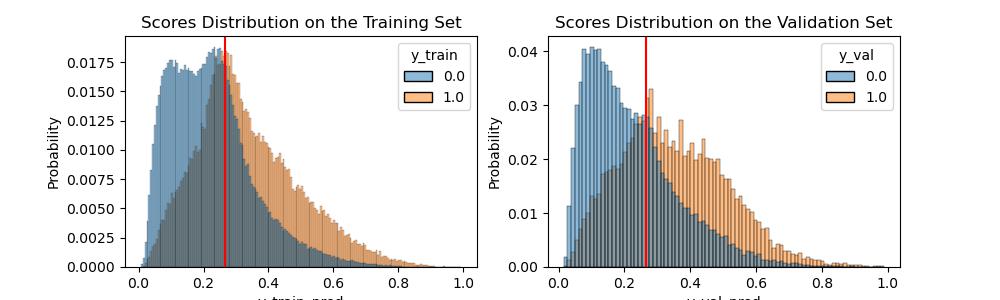 Scores Distribution on the Training Set
Probability
0.0175
0.0150
0.0125
0.0100
0.0075
0.0050
0.0025
0.0000
0.0 0.2 0.4 0.6 0.8 1.0
y_train_pred
y_train
0.0
1.0
Scores Distribution on the Validation Set
Probability
0.04
0.03
0.02
0.01
0.00
0.0 0.2 0.4 0.6 0.8 1.0
y_val_pred
y_val
0.0
1.0